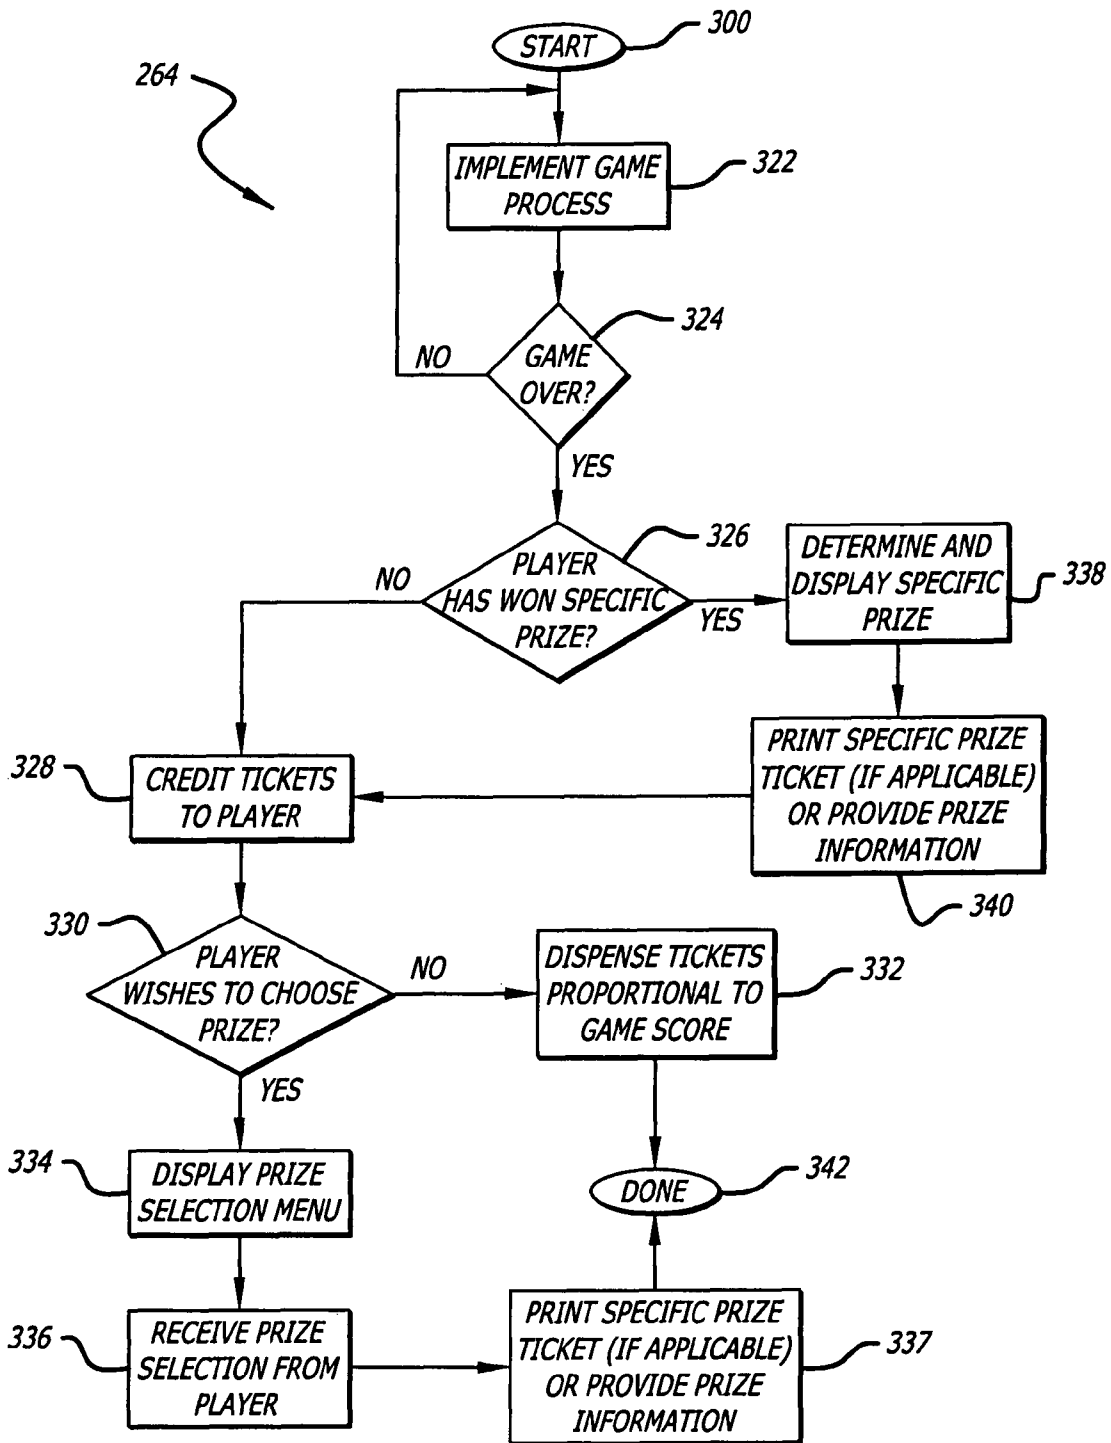 START
300
264
IMPLEMENT GAME
PROCESS
322
GAME
OVER?
324
NO
YES
PLAYER
HAS WON SPECIFIC
PRIZE?
326
NO
YES
DETERMINE AND
DISPLAY SPECIFIC
PRIZE
338
PRINT SPECIFIC PRIZE
TICKET (IF APPLICABLE)
OR PROVIDE PRIZE
INFORMATION
340
328
CREDIT TICKETS
TO PLAYER
330
PLAYER
WISHES TO CHOOSE
PRIZE?
NO
YES
DISPENSE TICKETS
PROPORTIONAL TO
GAME SCORE
332
334
DISPLAY PRIZE
SELECTION MENU
DONE
342
336
RECEIVE PRIZE
SELECTION FROM
PLAYER
PRINT SPECIFIC PRIZE
TICKET (IF APPLICABLE)
OR PROVIDE PRIZE
INFORMATION
337